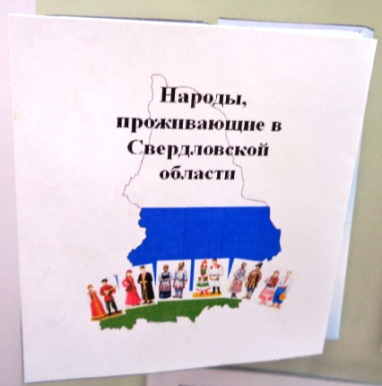 Народы,
проживающие в
Свердловской
области